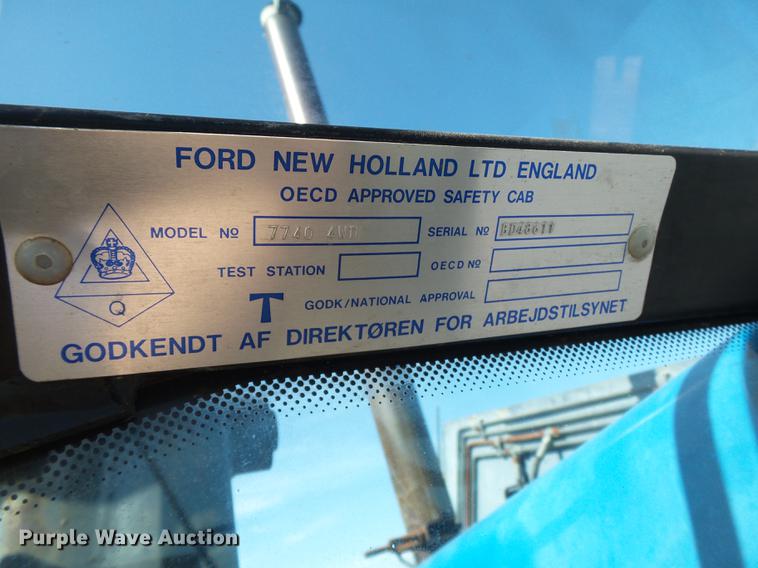 FORD NEW HOLLAND LTD ENGLAND
OECD APPROVED SAFETY CAB
MODEL Nº 7740 4WD SERIAL Nº BD48611
TEST STATION OECD Nº
T GODK/NATIONAL APPROVAL
Q
GODKENDT AF DIREKTØREN FOR ARBEJDSTILSYNET
Purple Wave Auction